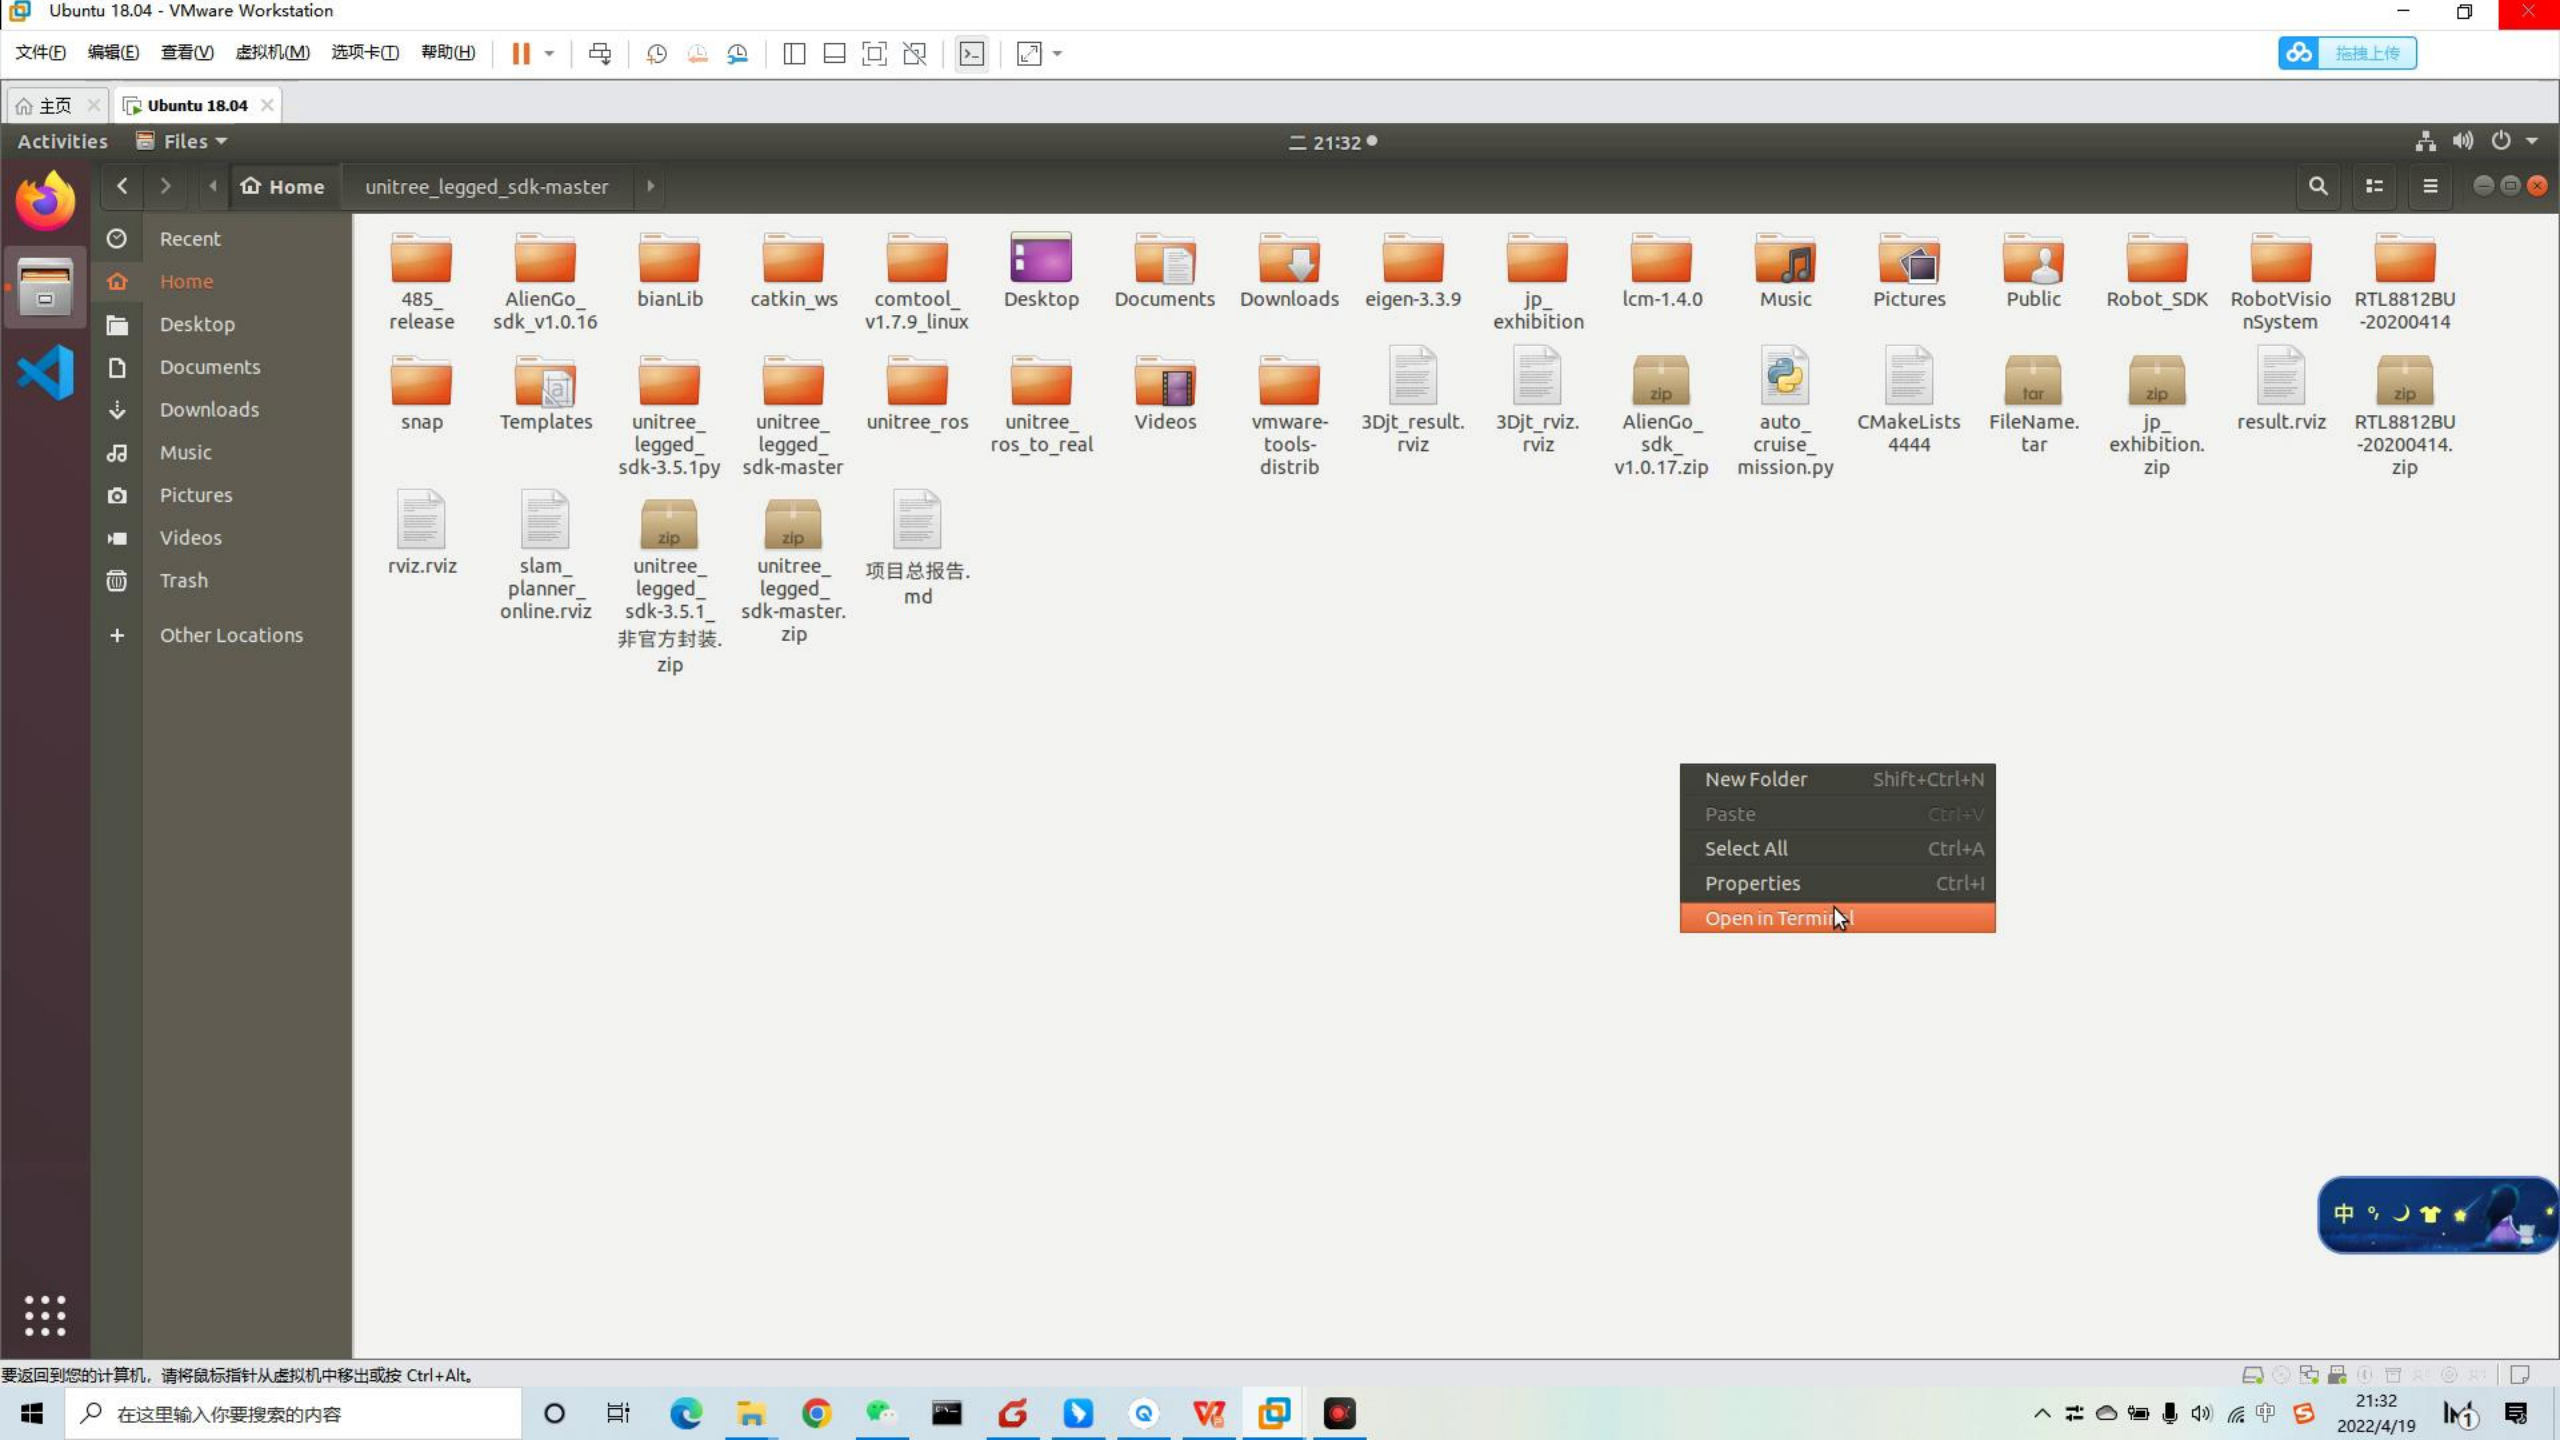 Ubuntu 18.04 - VMware Workstation
文件(F) 编辑(E) 查看(V) 虚拟机(M) 选项卡(T) 帮助(H)
拖拽上传
主页
Ubuntu 18.04
Activities
Files
二 21:32
Home
unitree_legged_sdk-master
Recent
Home
Desktop
Documents
Downloads
Music
Pictures
Videos
Trash
Other Locations
485_
release
AlienGo_
sdk_v1.0.16
bianLib
catkin_ws
comtool_
v1.7.9_linux
Desktop
Documents
Downloads
eigen-3.3.9
jp_
exhibition
lcm-1.4.0
Music
Pictures
Public
Robot_SDK
RobotVisio
nSystem
RTL8812BU
-20200414
snap
Templates
unitree_
legged_
sdk-3.5.1py
unitree_
legged_
sdk-master
unitree_ros
unitree_
ros_to_real
Videos
vmware-
tools-
distrib
3Djt_result.
rviz
3Djt_rviz.
rviz
zip
AlienGo_
sdk_
v1.0.17.zip
auto_
cruise_
mission.py
CMakeLists
4444
tar
FileName.
tar
zip
jp_
exhibition.
zip
result.rviz
zip
RTL8812BU
-20200414.
zip
rviz.rviz
slam_
planner_
online.rviz
zip
unitree_
legged_
sdk-3.5.1_
非官方封装.
zip
zip
unitree_
legged_
sdk-master.
zip
项目总报告.
md
New Folder Shift+Ctrl+N
Paste Ctrl+V
Select All Ctrl+A
Properties Ctrl+I
Open in Terminal
中
要返回到您的计算机，请将鼠标指针从虚拟机中移出或按 Ctrl+Alt。
在这里输入你要搜索的内容
中
21:32
2022/4/19
1